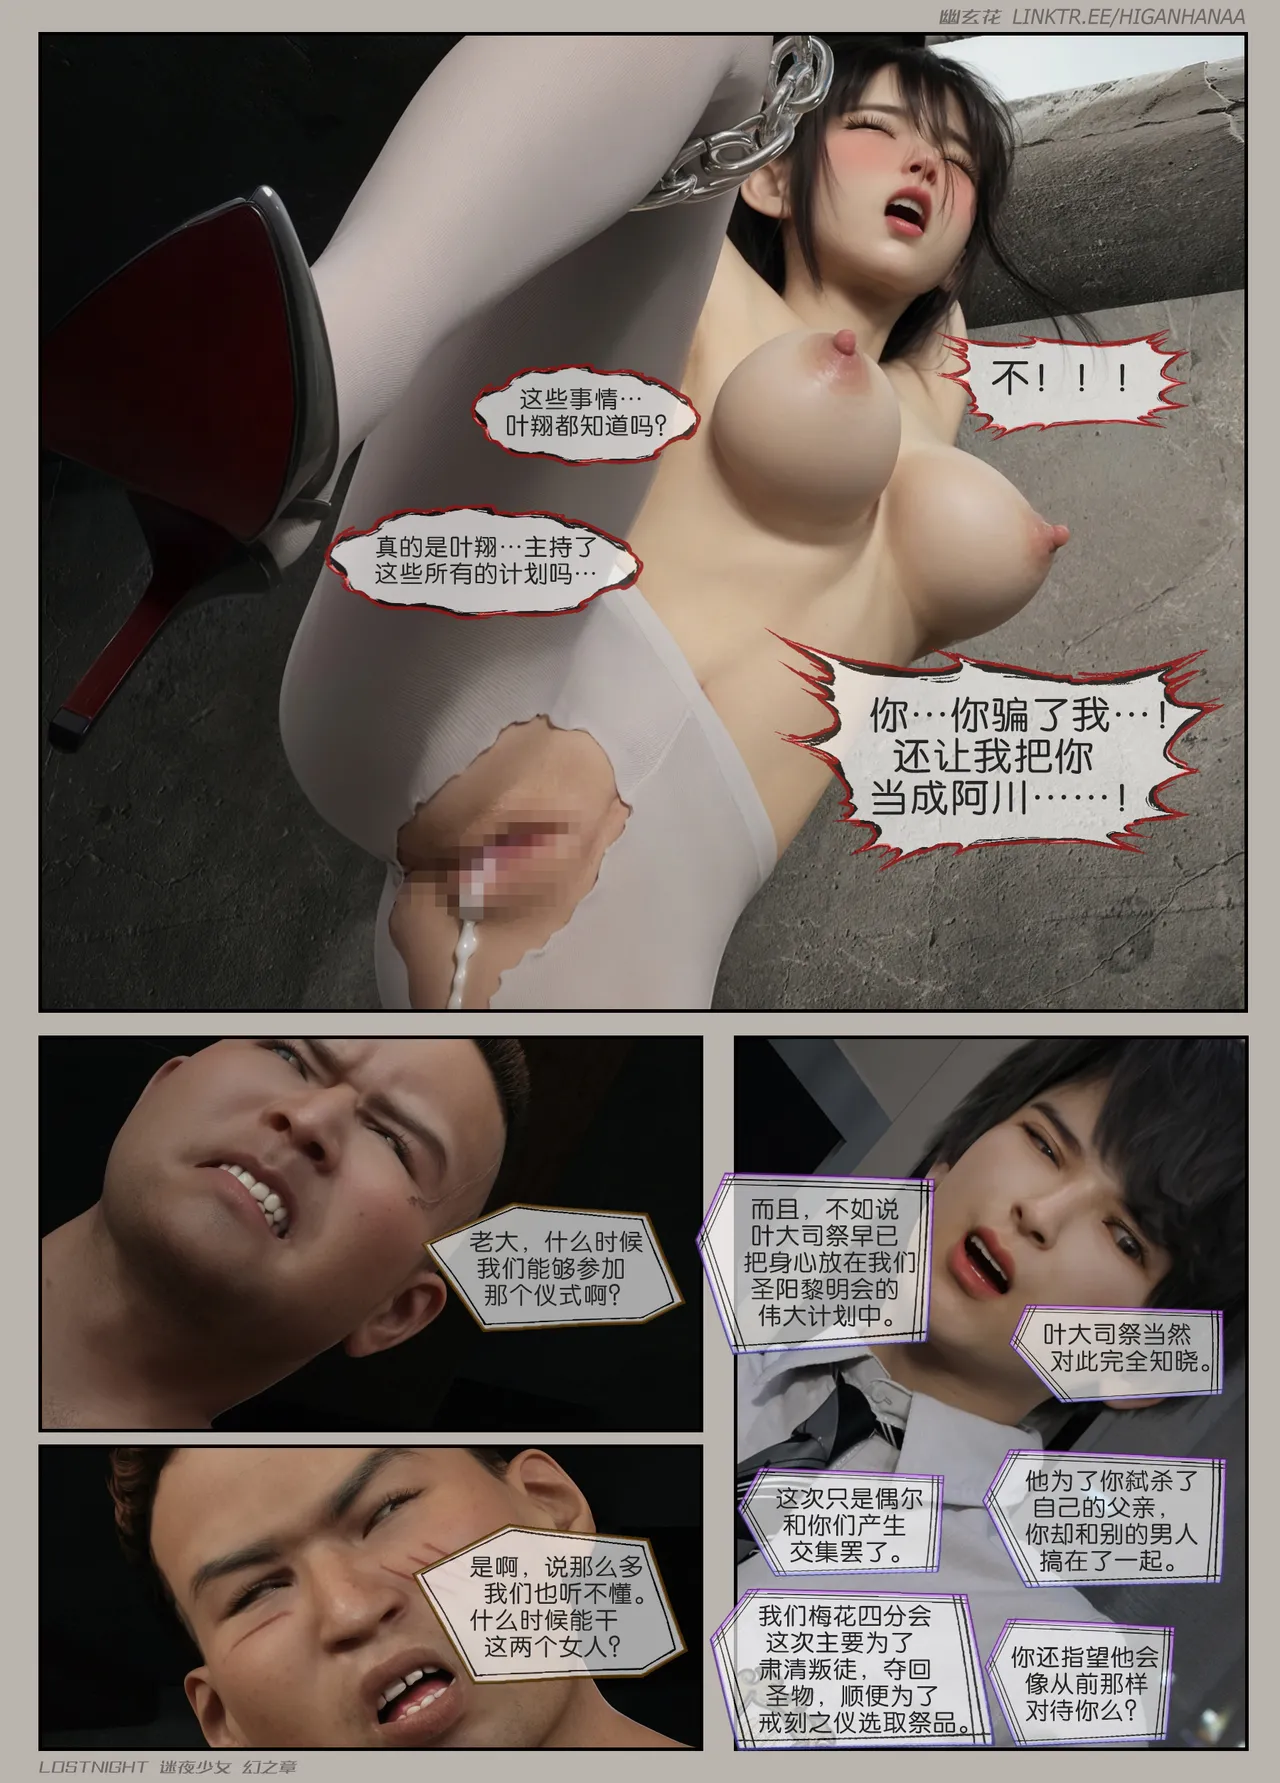 幽玄花 LINKTR.EE/HIGANHANAA
这些事情…
叶翔都知道吗?
不！！！
真的是叶翔…主持了
这些所有的计划吗…
你…你骗了我…！
还让我把你
当成阿川……！
老大，什么时候
我们能够参加
那个仪式啊?
是啊，说那么多
我们也听不懂。
什么时候能干
这两个女人?
而且，不如说
叶大司祭早已
把身心放在我们
圣阳黎明会的
伟大计划中。
叶大司祭当然
对此完全知晓。
这次只是偶尔
和你们产生
交集罢了。
他为了你弑杀了
自己的父亲，
你却和别的男人
搞在了一起。
我们梅花四分会
这次主要为了
肃清叛徒，夺回
圣物，顺便为了
戒刻之仪选取祭品。
你还指望他会
像从前那样
对待你么?
LOSTNIGHT 迷夜少女 幻之章